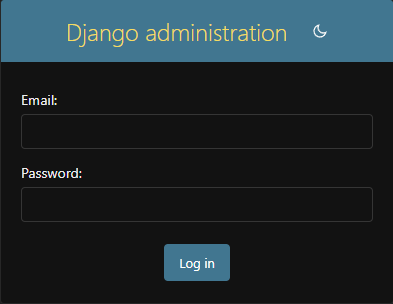 Django administration
Email:
Password:
Log in